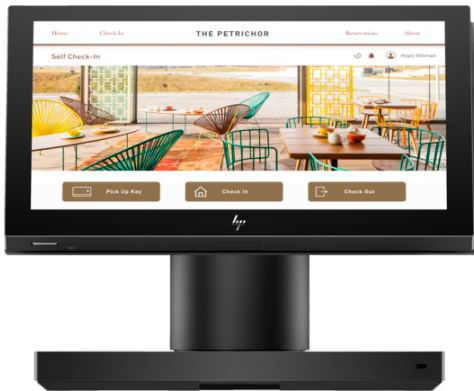 Home Check-In THE PETRICHOR Reservations About
Self Check-In Hope Hillman
Pick Up Key Check In Check Out
hp